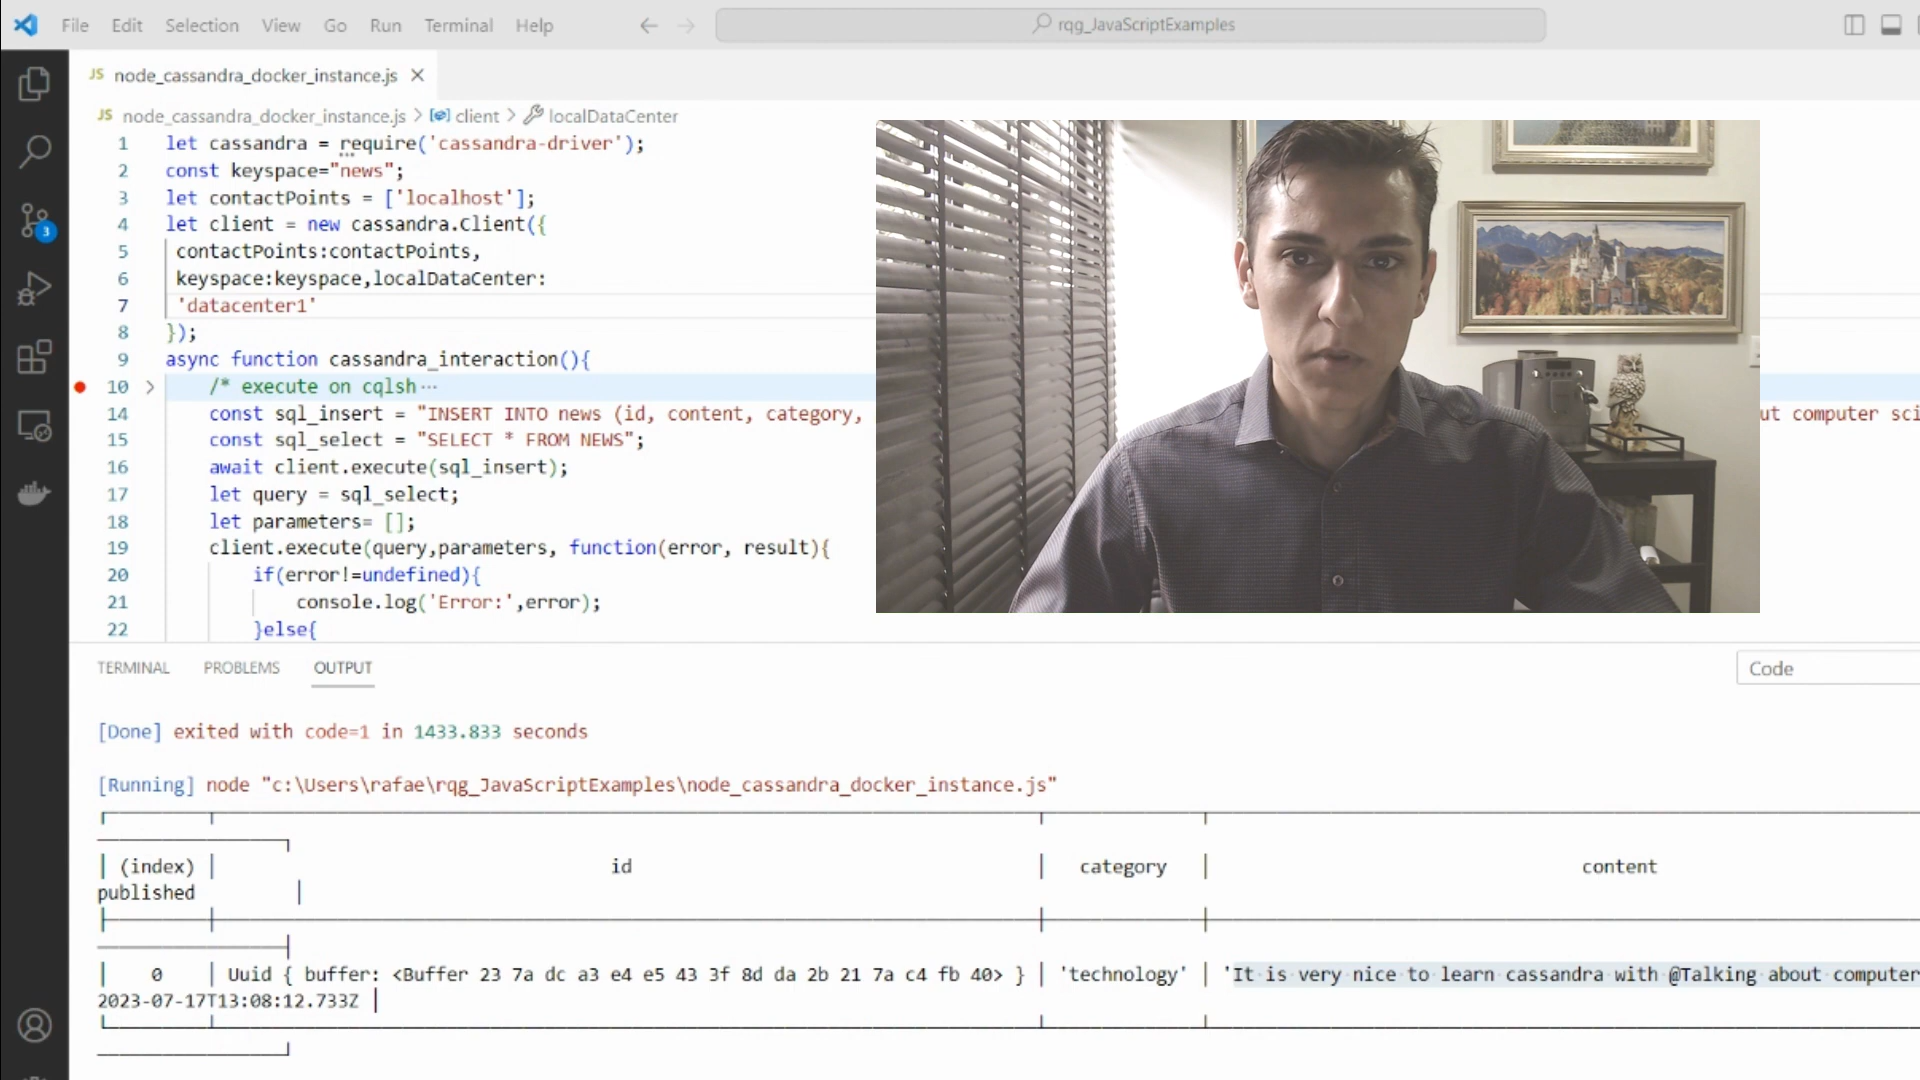 File Edit Selection View Go Run Terminal Help
rqg_JavaScriptExamples
JS node_cassandra_docker_instance.js
JS node_cassandra_docker_instance.js > client > localDataCenter
1 let cassandra = require('cassandra-driver');
2 const keyspace="news";
3 let contactPoints = ['localhost'];
4 let client = new cassandra.Client({
5 contactPoints:contactPoints,
6 keyspace:keyspace,localDataCenter:
7 'datacenter1'
8 });
9 async function cassandra_interaction(){
10 /* execute on cqlsh ...
14 const sql_insert = "INSERT INTO news (id, content, category, ut computer sci
15 const sql_select = "SELECT * FROM NEWS";
16 await client.execute(sql_insert);
17 let query = sql_select;
18 let parameters= [];
19 client.execute(query,parameters, function(error, result){
20 if(error!=undefined){
21 console.log('Error:',error);
22 }else{
3
TERMINAL PROBLEMS OUTPUT
Code
[Done] exited with code=1 in 1433.833 seconds
[Running] node "c:\Users\rafae\rqg_JavaScriptExamples\node_cassandra_docker_instance.js"
(index) id category content
published
0 Uuid { buffer: <Buffer 23 7a dc a3 e4 e5 43 3f 8d da 2b 21 7a c4 fb 40> } 'technology' 'It is very nice to learn cassandra with @Talking about computer
2023-07-17T13:08:12.733Z